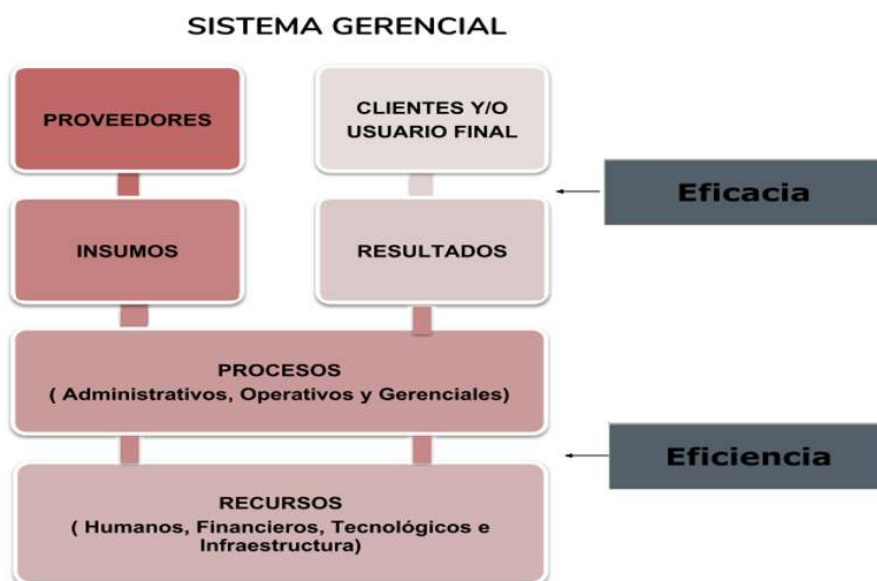 SISTEMA GERENCIAL
PROVEEDORES
CLIENTES Y/O
USUARIO FINAL
Eficacia
INSUMOS
RESULTADOS
PROCESOS
( Administrativos, Operativos y Gerenciales)
Eficiencia
RECURSOS
( Humanos, Financieros, Tecnológicos e
Infraestructura)